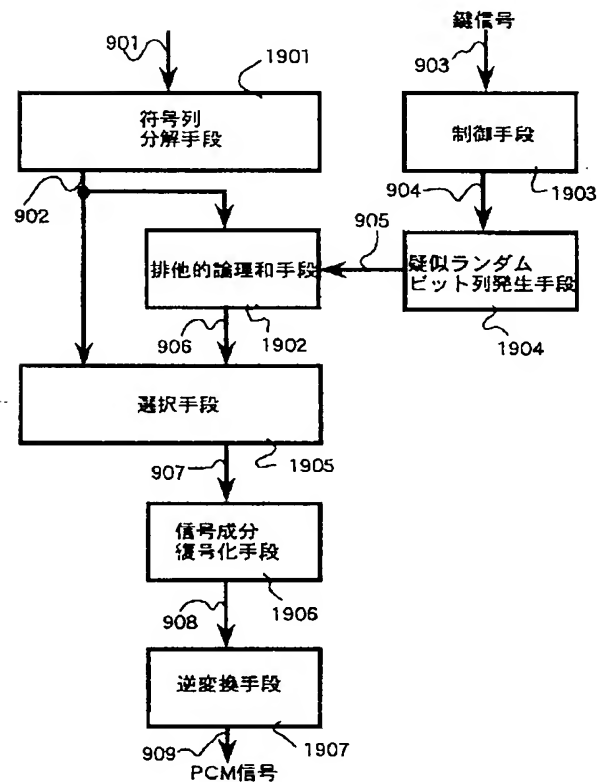 鍵信号
901
1901
903
符号列
分解手段
制御手段
902
904
1903
905
排他的論理和手段
疑似ランダム
ビット列発生手段
906
1902
1904
選択手段
907
1905
信号成分
復号化手段
908
1906
逆変換手段
909
1907
PCM信号